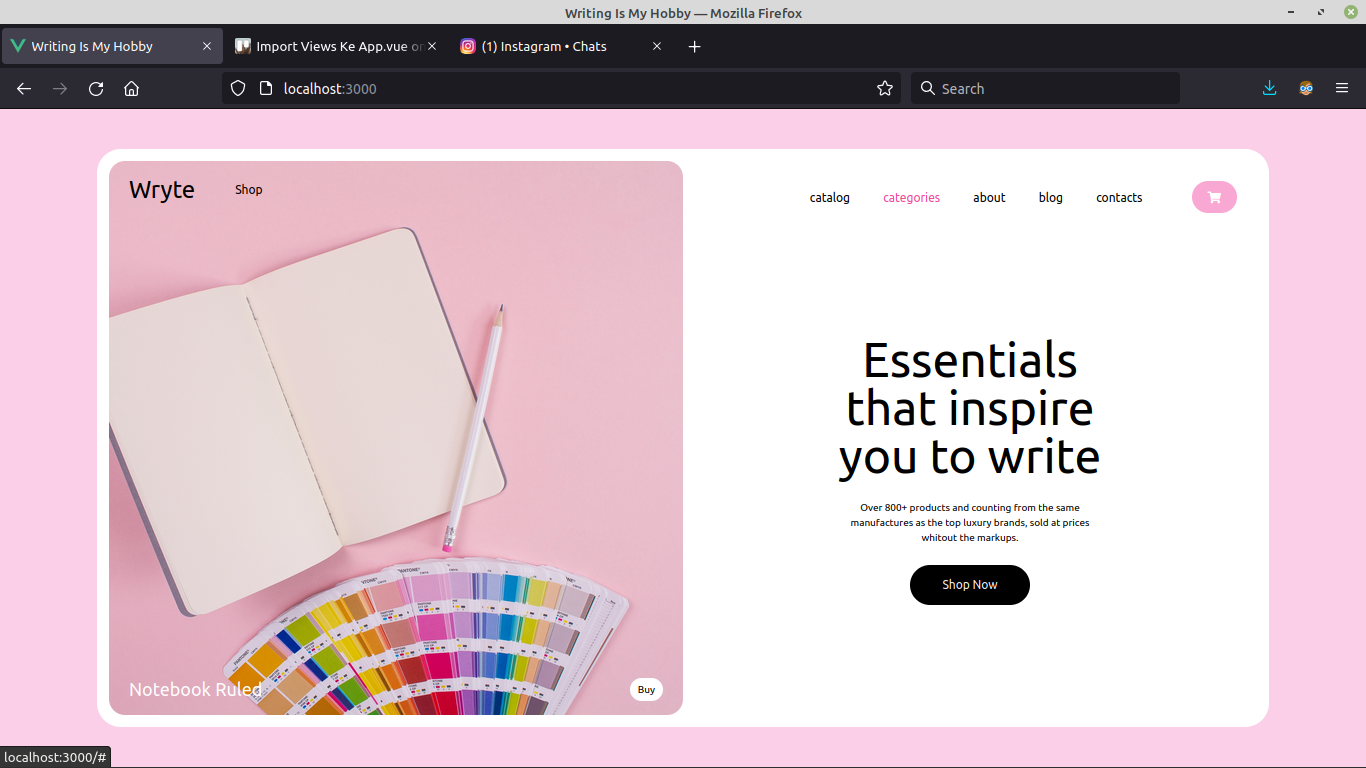 Writing Is My Hobby — Mozilla Firefox
Writing Is My Hobby
Import Views Ke App.vue
(1) Instagram • Chats
localhost:3000
Search
Wryte
Shop
catalog
categories
about
blog
contacts
Essentials
that inspire
you to write
Over 800+ products and counting from the same
manufactures as the top luxury brands, sold at prices
whitout the markups.
Shop Now
PANTONE®
Notebook Ruled
Buy
localhost:3000/#